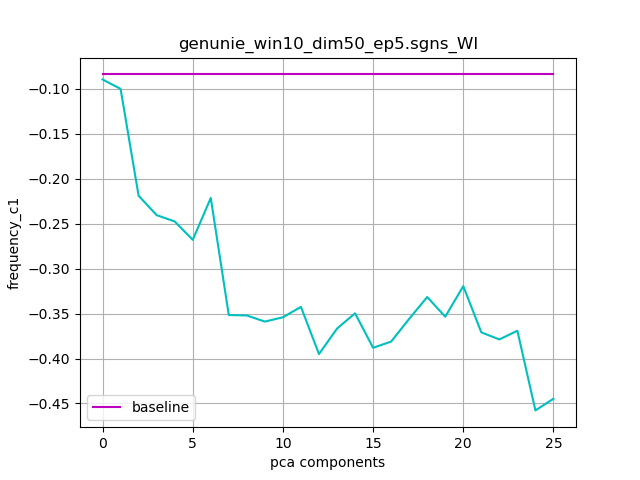 genunie_win10_dim50_ep5.sgns_WI
frequency_c1
−0.10
−0.15
−0.20
−0.25
−0.30
−0.35
−0.40
−0.45
baseline
0 5 10 15 20 25
pca components